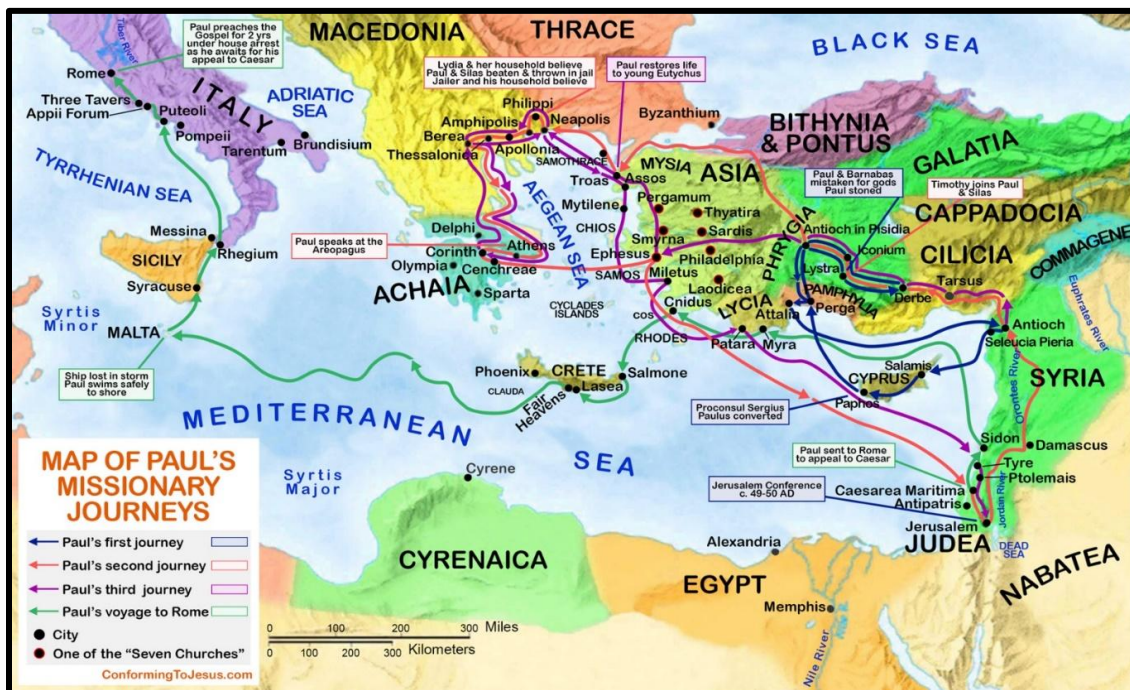 MACEDONIA
THRACE
BLACK SEA
Tiber River
Paul preaches the
Gospel for 2 yrs
under house arrest
as he awaits for his
appeal to Caesar
Lydia & her household believe
Paul & Silas beaten & thrown in jail
Jailer and his household believe
Paul restores life
to young Eutychus
Rome
ITALY
ADRIATIC
SEA
Three Tavers
Appii Forum
Puteoli
Pompeii
Tarentum
Brundisium
TYRRHENIAN SEA
Philippi
Neapolis
Amphipolis
Berea
Apollonia
Thessalonica
Byzanthium
BITHYNIA
& PONTUS
GALATIA
SAMOTHRACE
MYSIA
ASIA
Assos
Troas
Pergamum
Mytilene
Thyatira
Sardis
CHIOS
Smyrna
Philadelphia
Ephesus
SAMOS
Miletus
Laodicea
AEGEAN SEA
Paul & Barnabas
mistaken for gods
Paul stoned
Timothy joins Paul
& Silas
CAPPADOCIA
PHRYGIA
Antioch in Pisidia
Iconium
CILICIA
COMMAGENE
Lystra
Derbe
Tarsus
Euphrates River
PAMPHYLIA
Perga
Attalia
LYCIA
Messina
Rhegium
SICILY
Syracuse
Syrtis
Minor
MALTA
Ship lost in storm
Paul swims safely
to shore
Paul speaks at the
Areopagus
Delphi
Corinth
Athens
Olympia
Cenchreae
ACHAIA
Sparta
CYCLADES
ISLANDS
Cnidus
COS
RHODES
Patara
Myra
Antioch
Seleucia Pieria
Orontes River
SYRIA
Salamis
CYPRUS
Paphos
Proconsul Sergius
Paulus converted
Phoenix
CRETE
Salmone
CLAUDA
Lasea
Fair
Heavens
MEDITERRANEAN
SEA
Sidon
Damascus
Paul sent to Rome
to appeal to Caesar
Tyre
Ptolemais
Jerusalem Conference
c. 49-50 AD
Caesarea Maritima
Antipatris
Jordan River
Jerusalem
JUDEA
DEAD
SEA
NABATEA
Syrtis
Major
Cyrene
CYRENAICA
Alexandria
EGYPT
Memphis
Nile River
MAP OF PAUL'S
MISSIONARY
JOURNEYS
Paul's first journey
Paul's second journey
Paul's third journey
Paul's voyage to Rome
City
One of the "Seven Churches"
ConformingToJesus.com
0 100 200 300 Miles
0 100 200 300 Kilometers